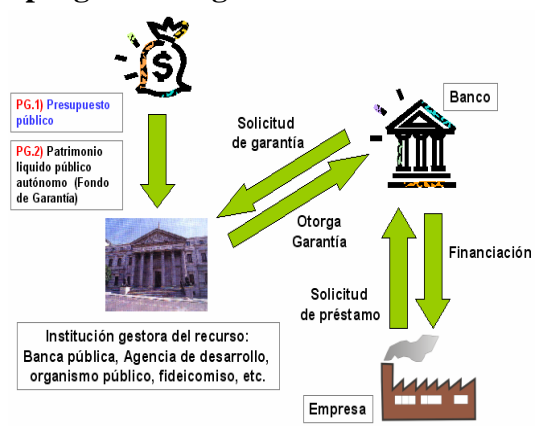 PG.1) Presupuesto
público
PG.2) Patrimonio
liquido público
autónomo (Fondo
de Garantía)
$
Banco
Solicitud
de garantía
Otorga
Garantía
Financiación
Solicitud
de préstamo
Institución gestora del recurso:
Banca pública, Agencia de desarrollo,
organismo público, fideicomiso, etc.
Empresa